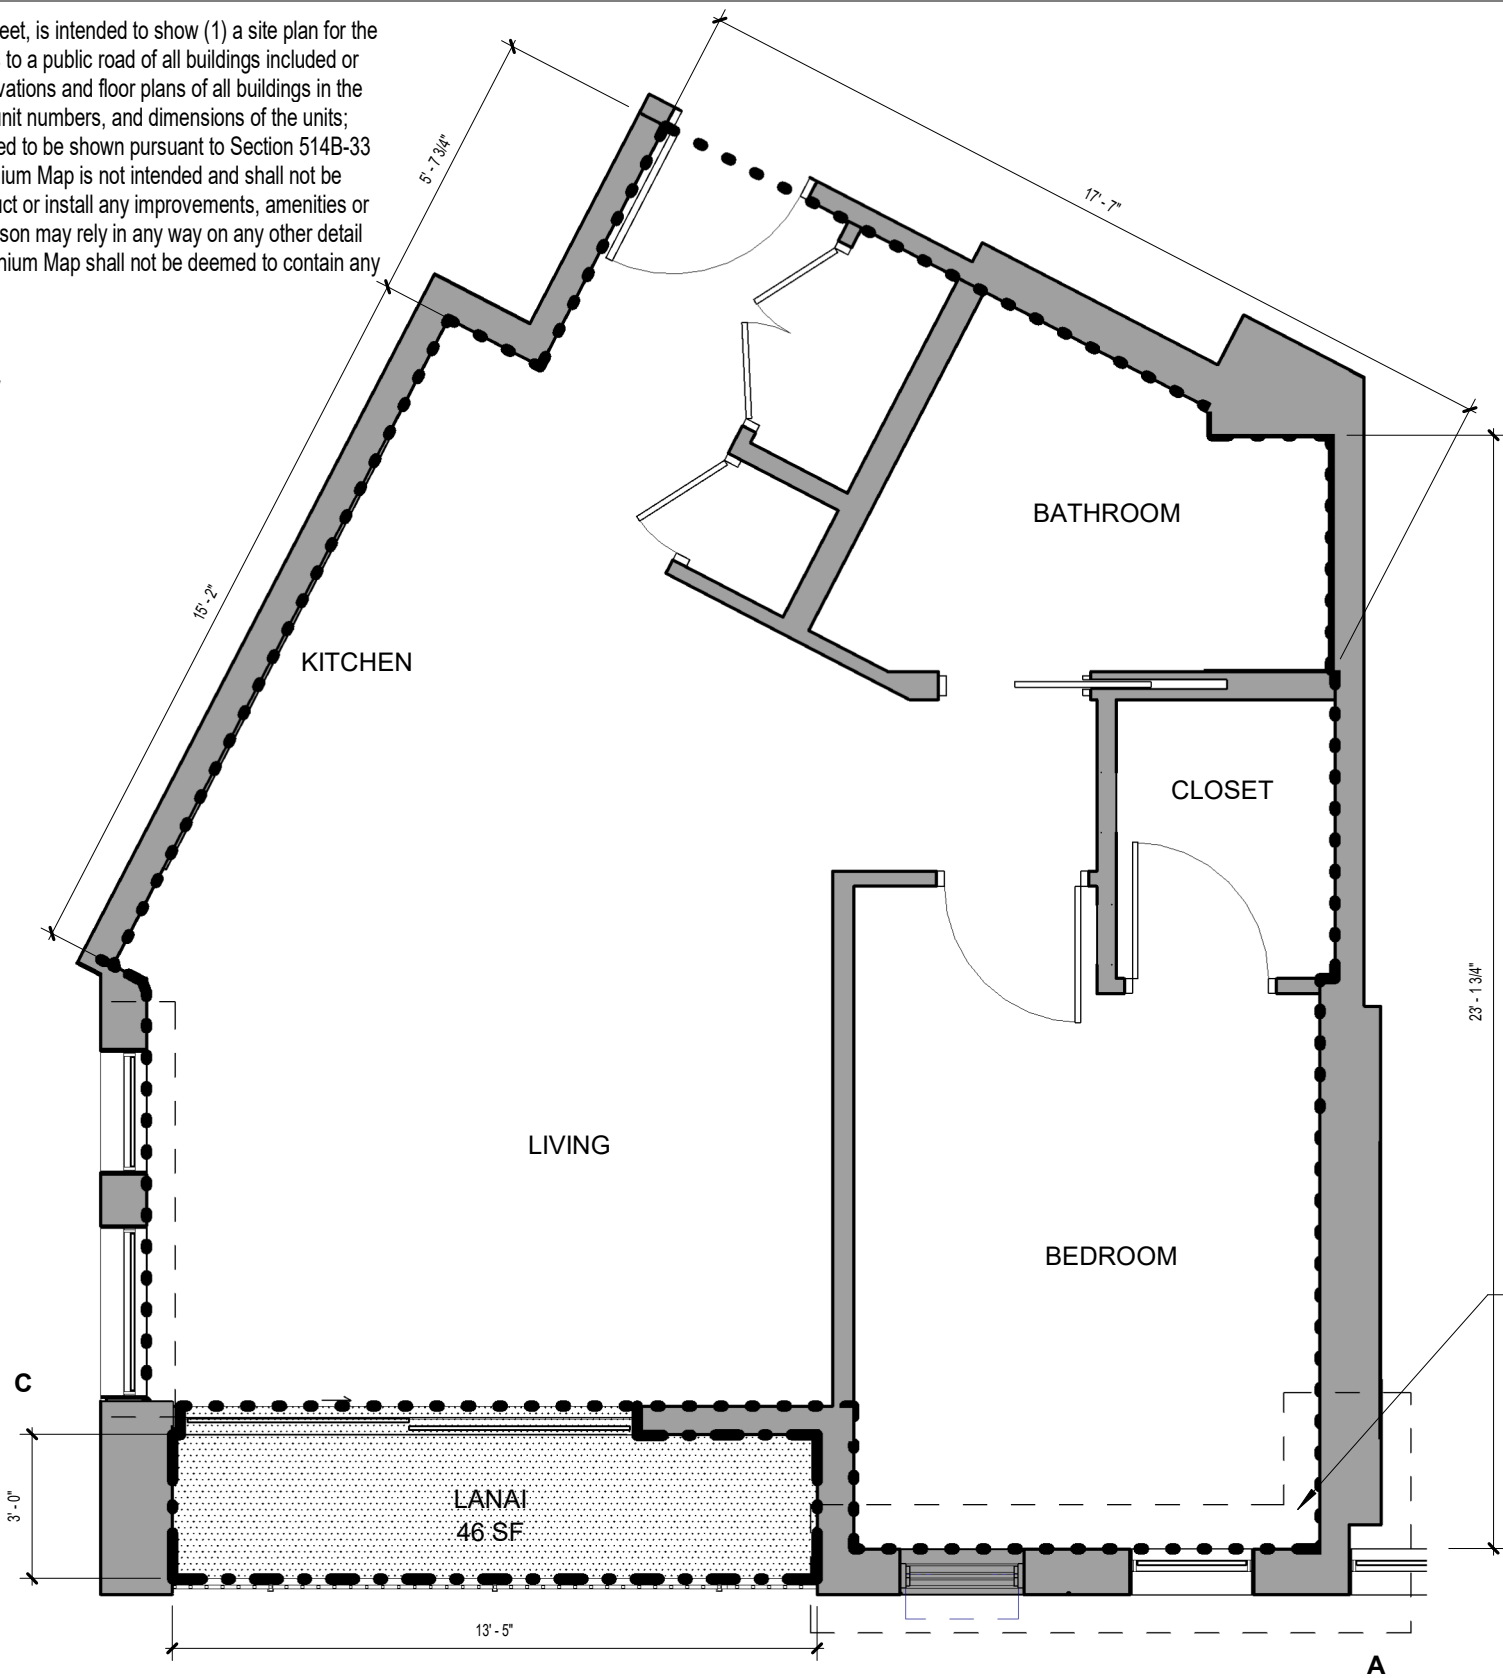 eet, is intended to show (1) a site plan for the
to a public road of all buildings included or
vations and floor plans of all buildings in the
unit numbers, and dimensions of the units;
ed to be shown pursuant to Section 514B-33
ium Map is not intended and shall not be
uct or install any improvements, amenities or
son may rely in any way on any other detail
nium Map shall not be deemed to contain any
5' - 7 3/4"
17' - 7"
BATHROOM
15' - 2"
KITCHEN
CLOSET
23' - 1 3/4"
LIVING
BEDROOM
C
LANAI
46 SF
3' - 0"
13' - 5"
A